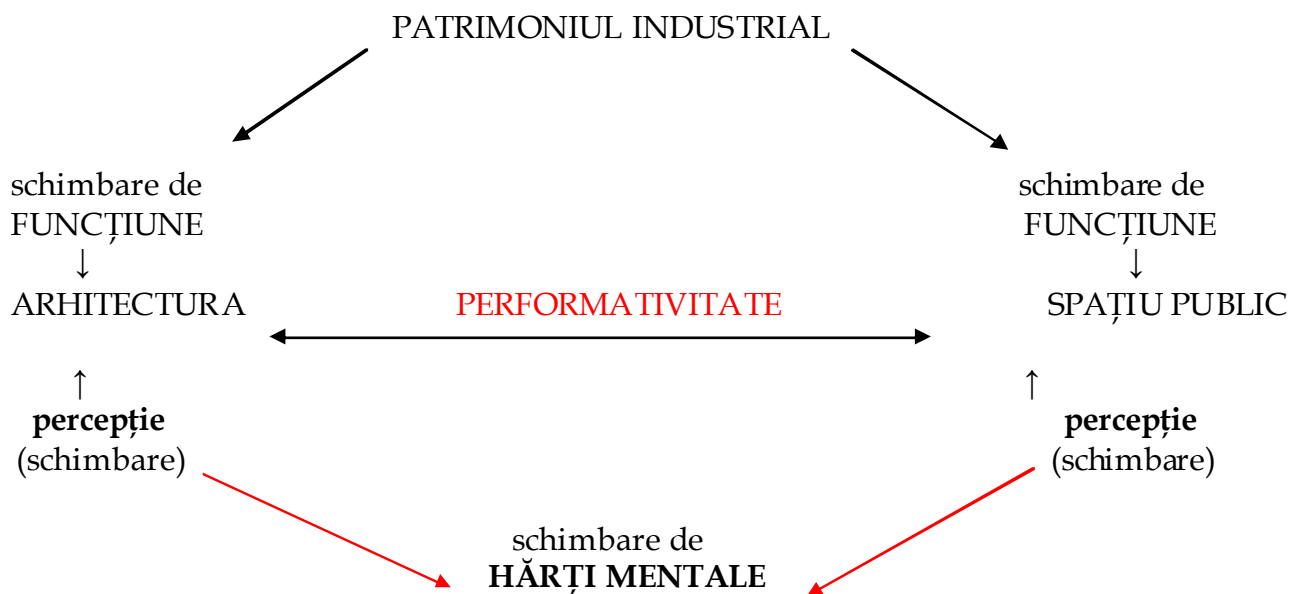 PATRIMONIUL INDUSTRIAL
schimbare de
FUNCȚIUNE
↓
ARHITECTURA
schimbare de
FUNCȚIUNE
↓
SPAȚIU PUBLIC
PERFORMATIVITATE
↑
percepție
(schimbare)
↑
percepție
(schimbare)
schimbare de
HĂRȚI MENTALE